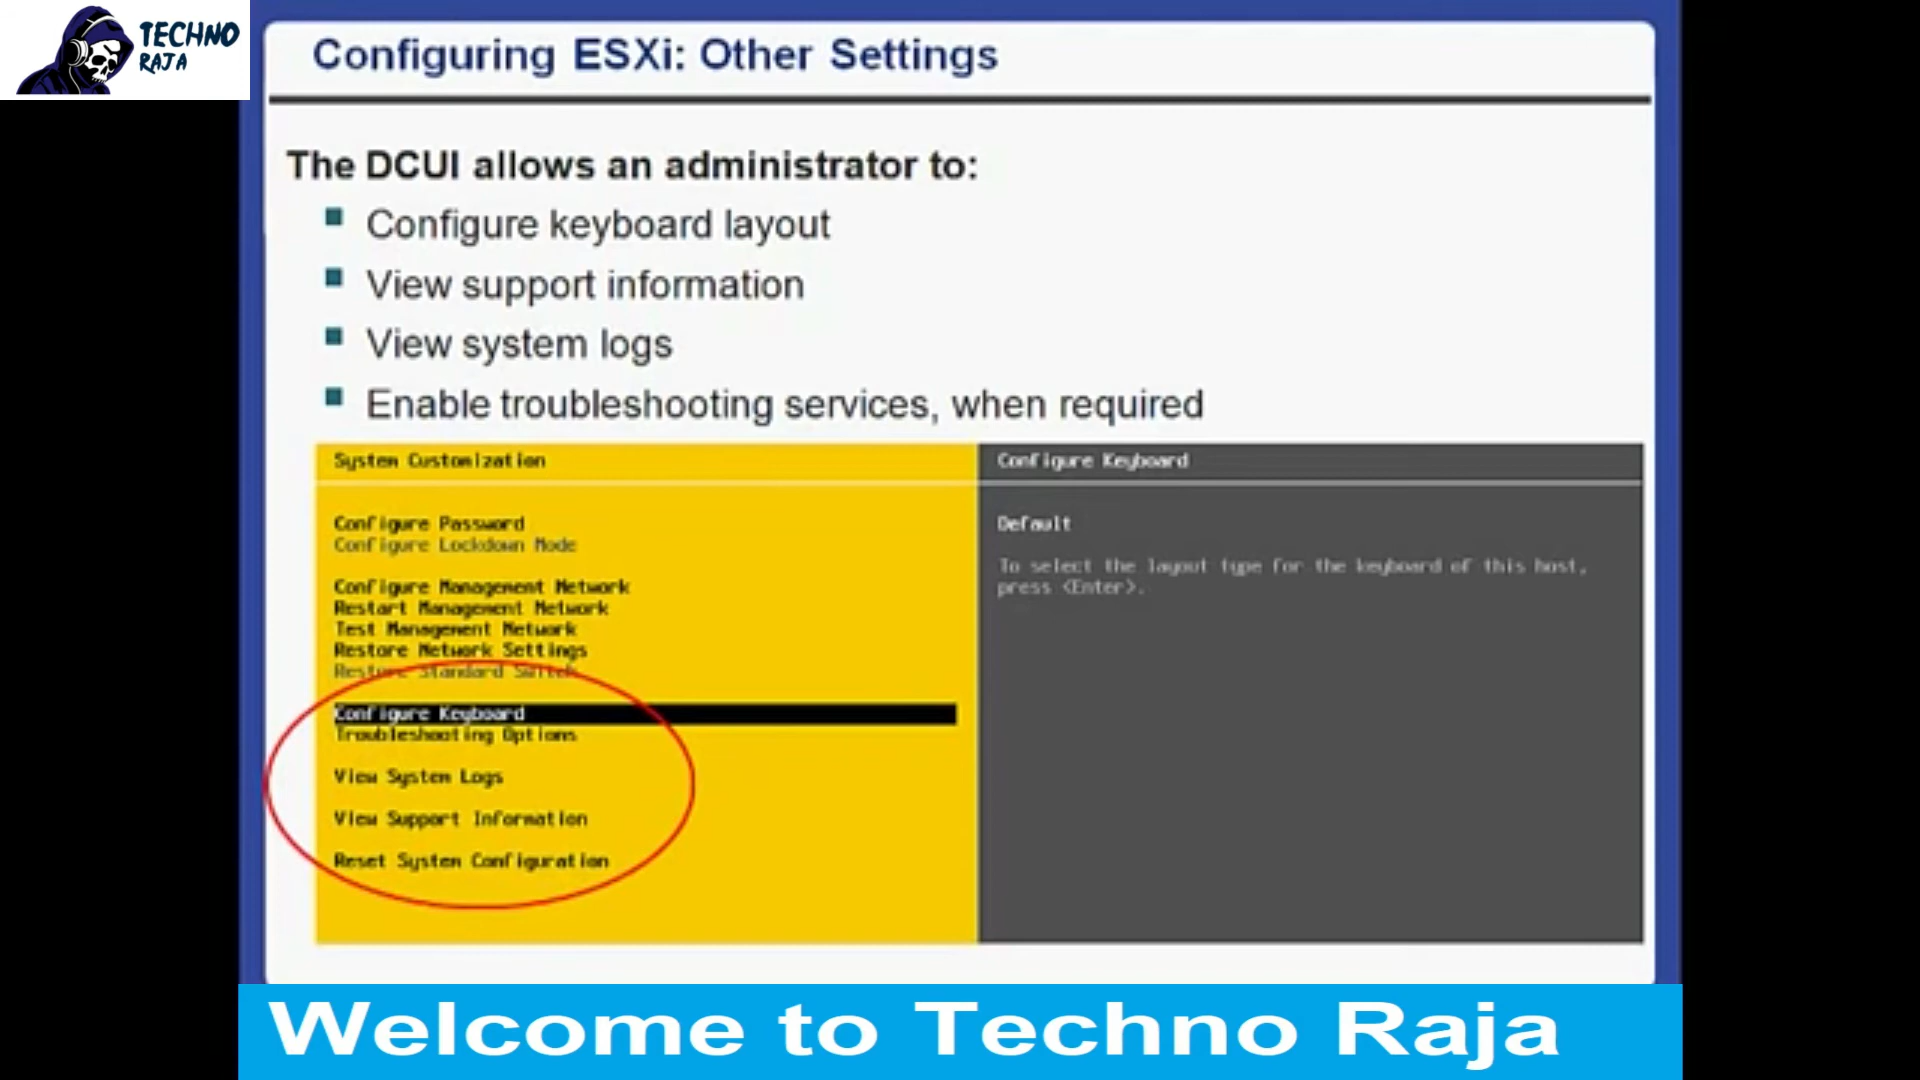 TECHNO
RAJA
Configuring ESXi: Other Settings
The DCUI allows an administrator to:
Configure keyboard layout
View support information
View system logs
Enable troubleshooting services, when required
System Customization
Configure Password
Configure Lockdown Mode
Configure Management Network
Restart Management Network
Test Management Network
Restore Network Settings
Restore Standard Switch
Configure Keyboard
Troubleshooting Options
View System Logs
View Support Information
Reset System Configuration
Configure Keyboard
Default
To select the layout type for the keyboard of this host,
press <Enter>.
Welcome to Techno Raja